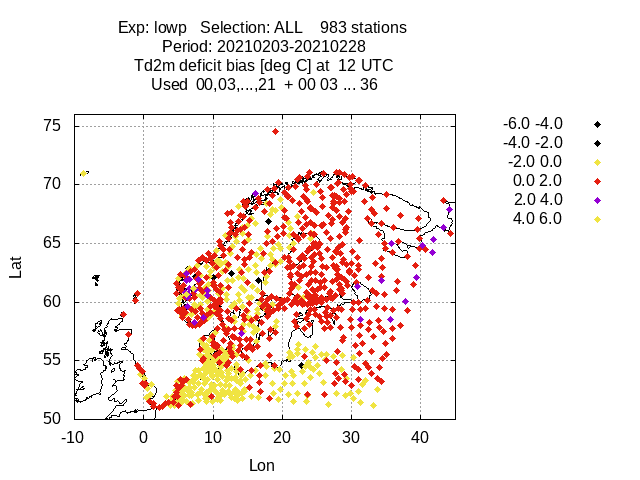 Exp: lowp   Selection: ALL    983 stations
Period: 20210203-20210228
Td2m deficit bias [deg C] at  12 UTC
Used  00,03,...,21  + 00 03 ... 36
-6.0 -4.0
-4.0 -2.0
-2.0 0.0
0.0 2.0
2.0 4.0
4.0 6.0
75
70
65
60
55
50
Lat
-10 0 10 20 30 40
Lon